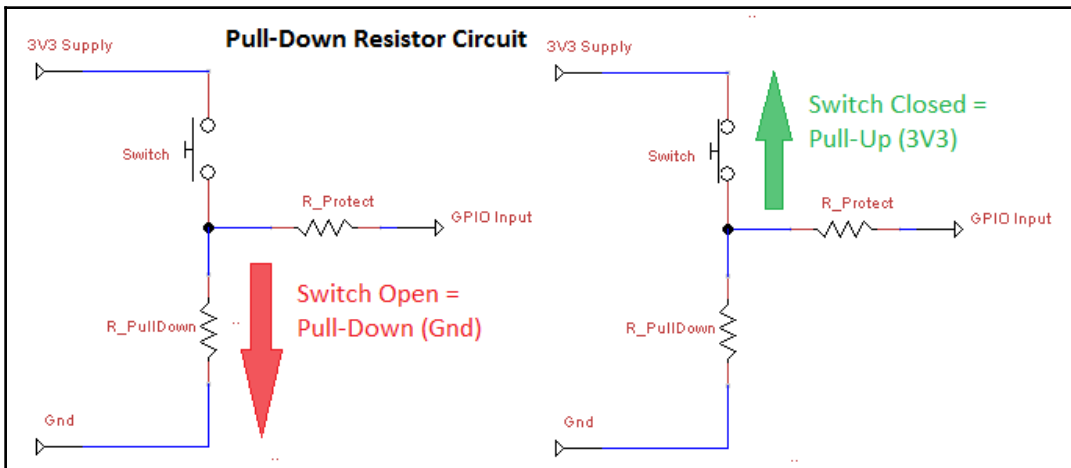 Pull-Down Resistor Circuit
3V3 Supply
Switch
R_Protect
GPIO Input
Switch Open =
Pull-Down (Gnd)
R_PullDown
Gnd
3V3 Supply
Switch Closed =
Pull-Up (3V3)
Switch
R_Protect
GPIO Input
R_PullDown
Gnd